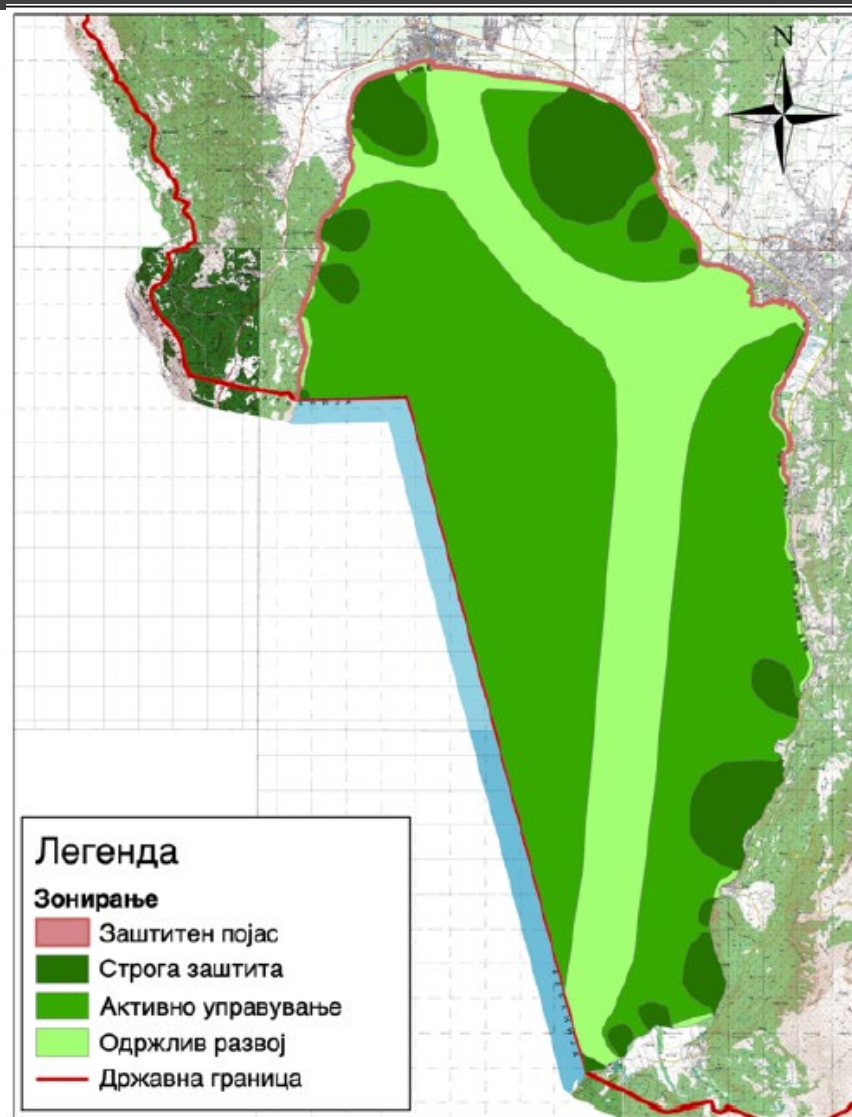 N
Легенда
Зонирање
Заштитен појас
Строга заштита
Активно управување
Одржлив развој
Државна граница